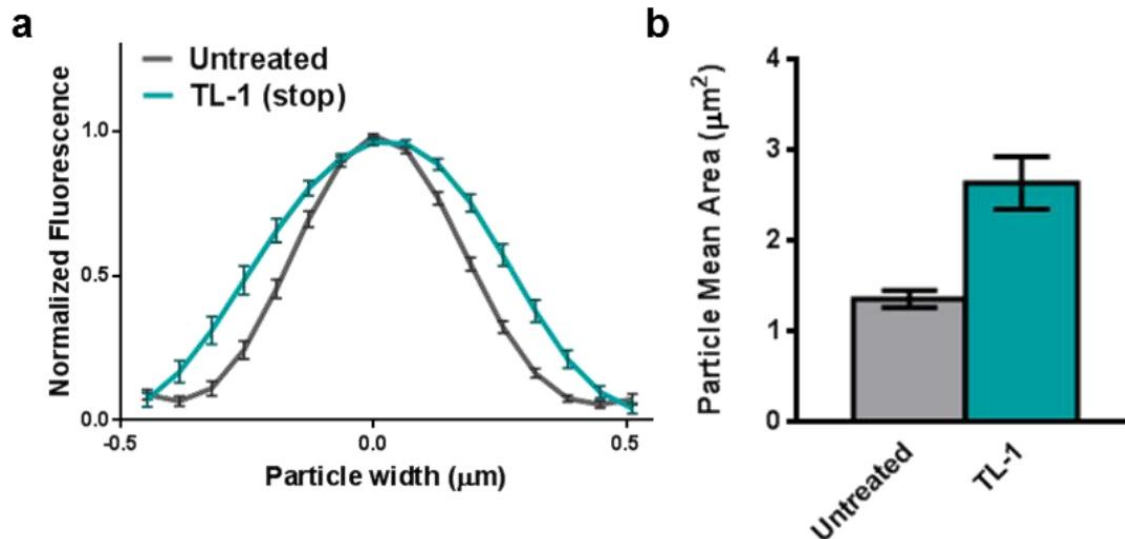 a
Untreated
TL-1 (stop)
Normalized Fluorescence
1.0
0.5
0.0
-0.5
0.0
0.5
Particle width (μm)
b
Particle Mean Area (μm²)
4
3
2
1
0
Untreated
TL-1